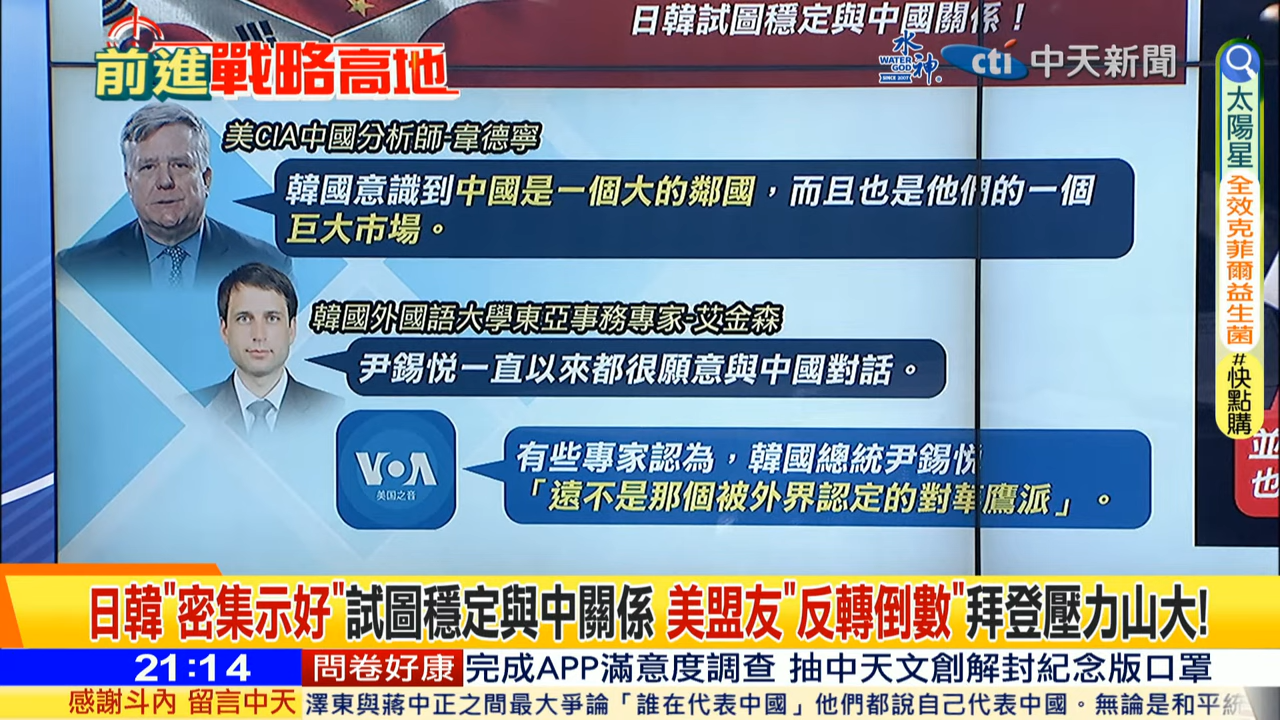 日韓試圖穩定與中國關係！
前進戰略高地
水神
WATER GOD
SINCE 2007
cti 中天新聞
太陽星
全效克菲爾益生菌
#快點購
美CIA中國分析師-韋德寧
韓國意識到中國是一個大的鄰國，而且也是他們的一個
巨大市場。
韓國外國語大學東亞事務專家-艾金森
尹錫悅一直以來都很願意與中國對話。
VOA
美国之音
有些專家認為，韓國總統尹錫悅
「遠不是那個被外界認定的對華鷹派」。
並
也
日韓"密集示好"試圖穩定與中關係 美盟友"反轉倒數"拜登壓力山大!
21:14 問卷好康 完成APP滿意度調查 抽中天文創解封紀念版口罩
感謝斗內 留言中天 澤東與蔣中正之間最大爭論「誰在代表中國」他們都說自己代表中國。無論是和平統